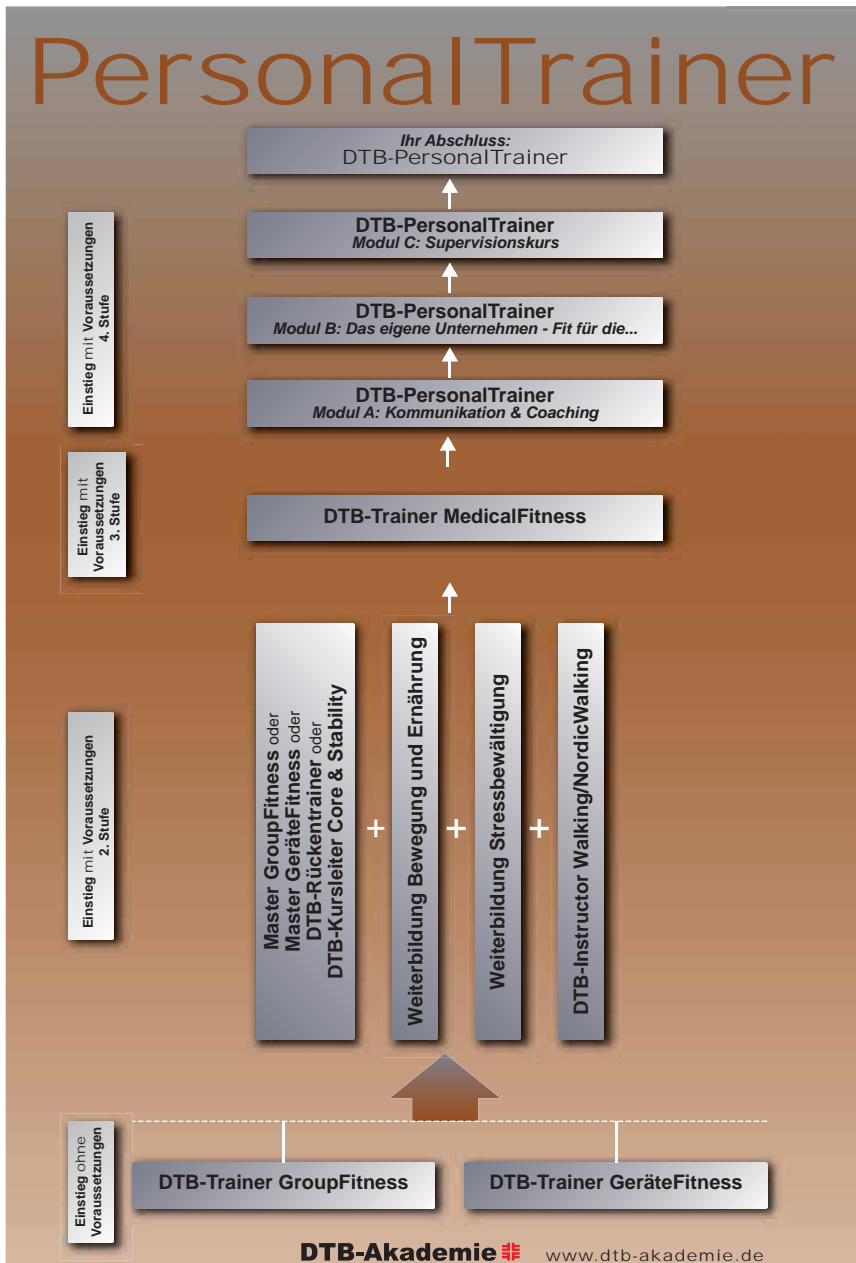 PersonalTrainer
Ihr Abschluss:
DTB-PersonalTrainer
DTB-PersonalTrainer
Modul C: Supervisionskurs
DTB-PersonalTrainer
Modul B: Das eigene Unternehmen - Fit für die...
DTB-PersonalTrainer
Modul A: Kommunikation & Coaching
Einstieg mit Voraussetzungen
4. Stufe
DTB-Trainer MedicalFitness
Einstieg mit
Voraussetzungen
3. Stufe
Einstieg mit Voraussetzungen
2. Stufe
Master GroupFitness oder
Master GeräteFitness oder
DTB-Rückentrainer oder
DTB-Kursleiter Core & Stability
+
Weiterbildung Bewegung und Ernährung
+
Weiterbildung Stressbewältigung
+
DTB-Instructor Walking/NordicWalking
Einstieg ohne
Voraussetzungen
DTB-Trainer GroupFitness
DTB-Trainer GeräteFitness
DTB-Akademie
www.dtb-akademie.de